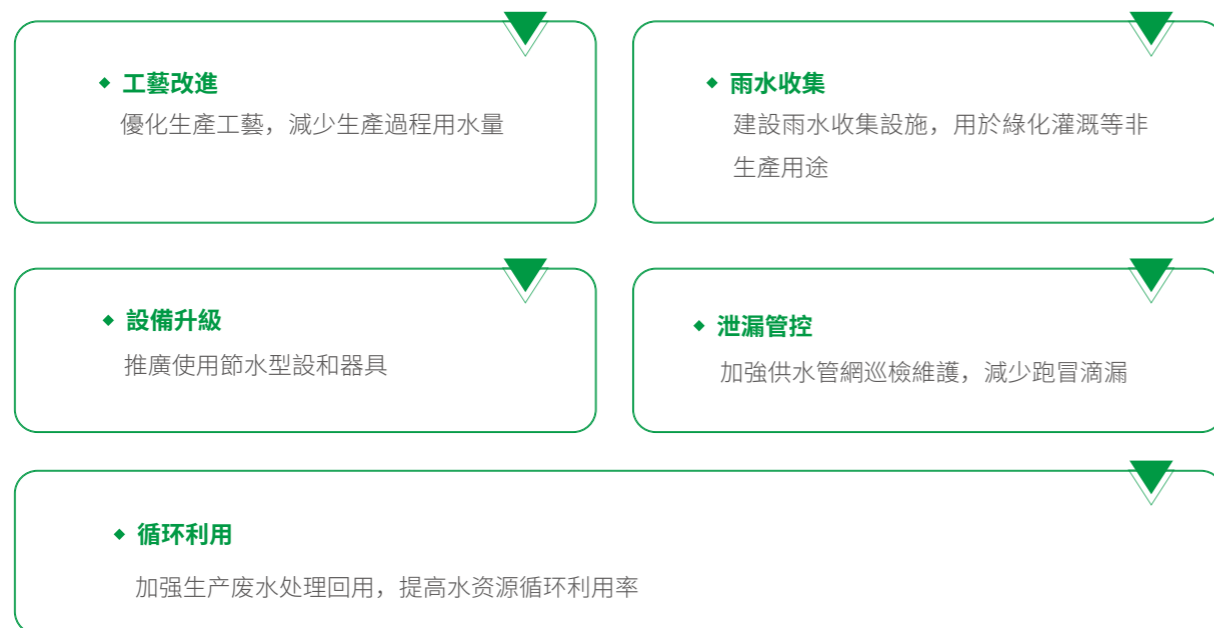 工藝改進
優化生產工藝，減少生產過程用水量
雨水收集
建設雨水收集設施，用於綠化灌溉等非
生產用途
設備升級
推廣使用節水型設和器具
泄漏管控
加強供水管網巡檢維護，減少跑冒滴漏
循环利用
加强生产废水处理回用，提高水资源循环利用率